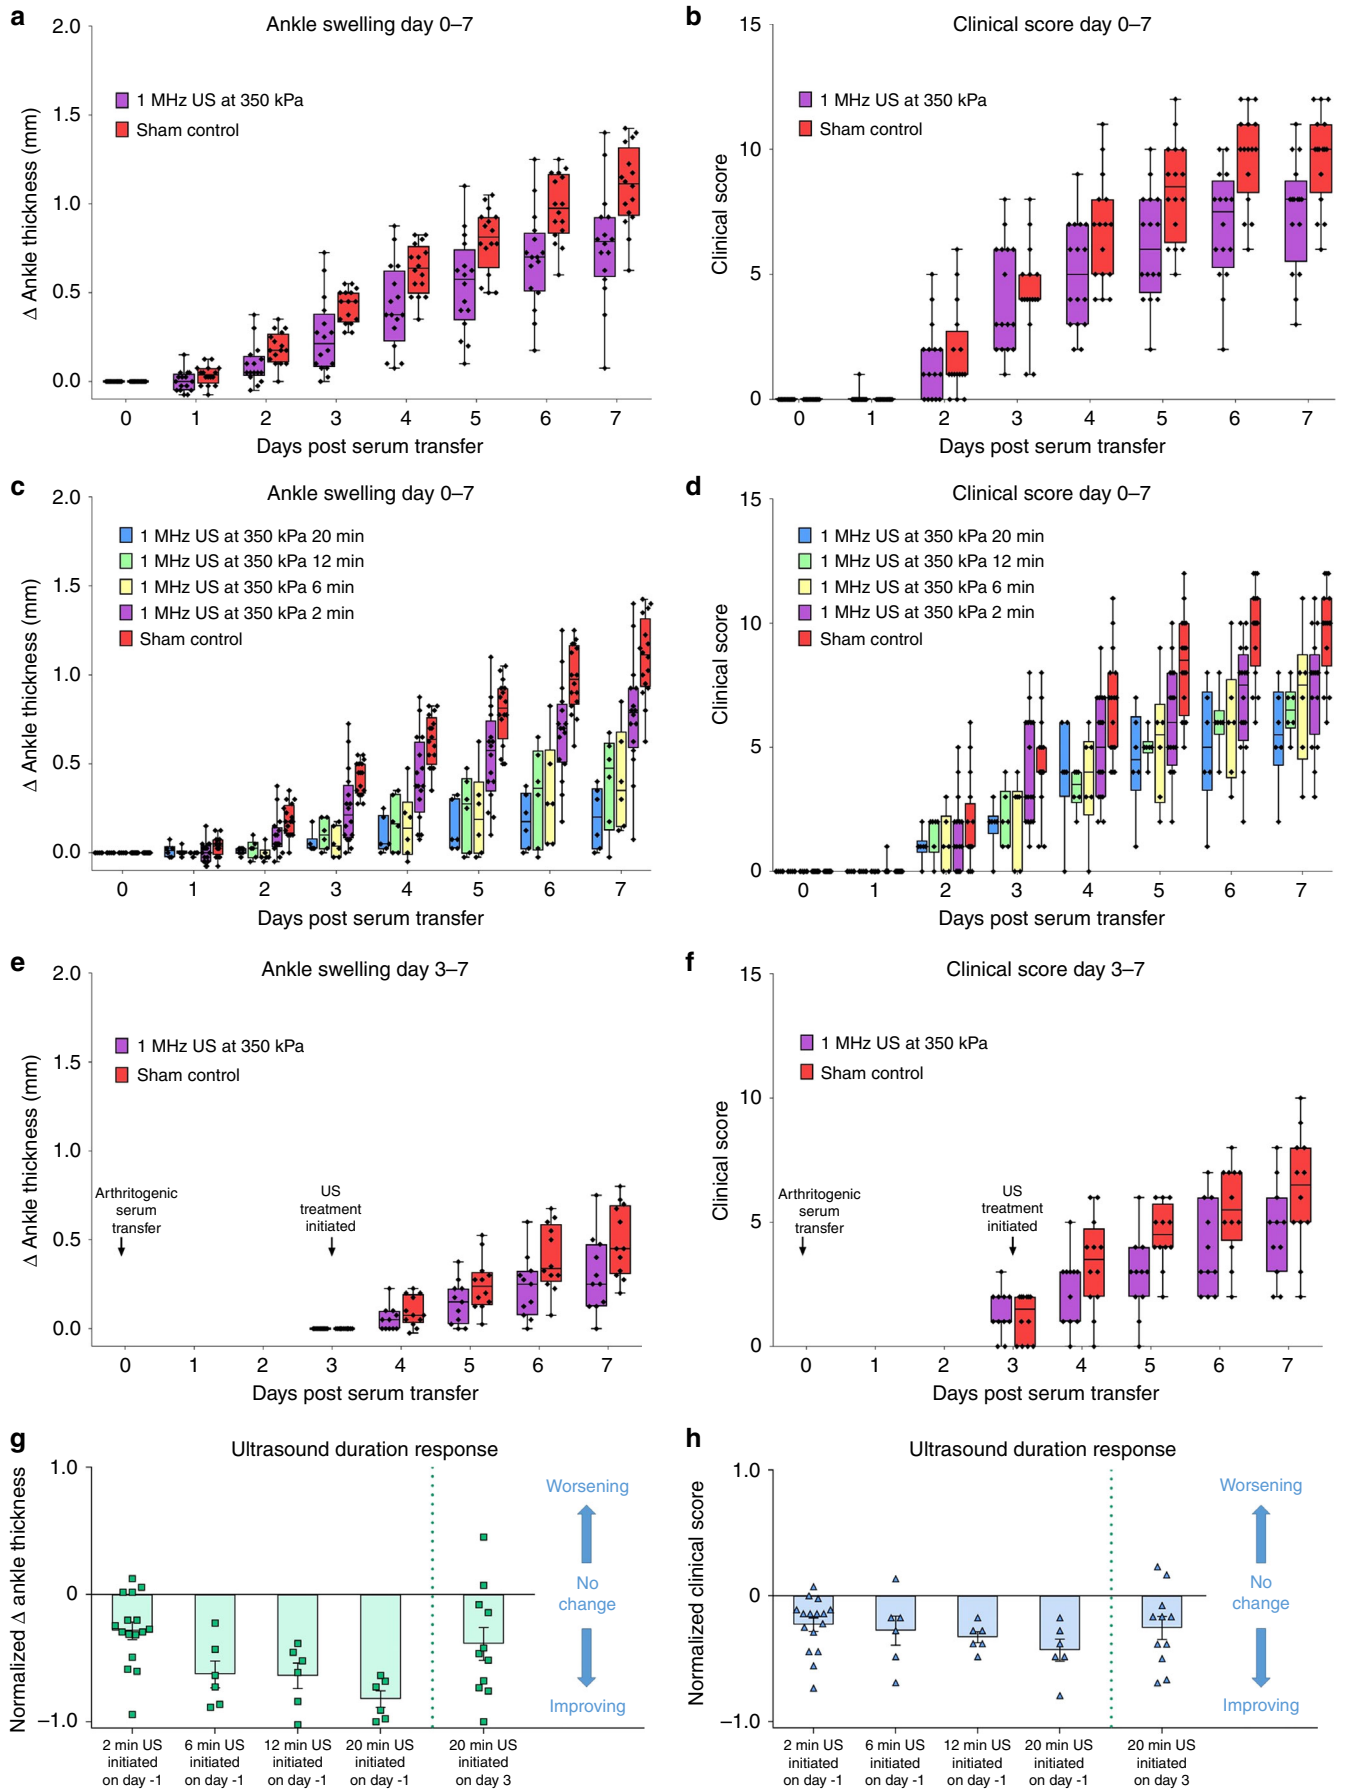 a
Ankle swelling day 0–7
2.0
1.5
1.0
0.5
0.0
Δ Ankle thickness (mm)
1 MHz US at 350 kPa
Sham control
0 1 2 3 4 5 6 7
Days post serum transfer
b
Clinical score day 0–7
15
10
5
0
Clinical score
1 MHz US at 350 kPa
Sham control
0 1 2 3 4 5 6 7
Days post serum transfer
c
Ankle swelling day 0–7
2.0
1.5
1.0
0.5
0.0
Δ Ankle thickness (mm)
1 MHz US at 350 kPa 20 min
1 MHz US at 350 kPa 12 min
1 MHz US at 350 kPa 6 min
1 MHz US at 350 kPa 2 min
Sham control
0 1 2 3 4 5 6 7
Days post serum transfer
d
Clinical score day 0–7
15
10
5
0
Clinical score
1 MHz US at 350 kPa 20 min
1 MHz US at 350 kPa 12 min
1 MHz US at 350 kPa 6 min
1 MHz US at 350 kPa 2 min
Sham control
0 1 2 3 4 5 6 7
Days post serum transfer
e
Ankle swelling day 3–7
2.0
1.5
1.0
0.5
0.0
Δ Ankle thickness (mm)
1 MHz US at 350 kPa
Sham control
Arthritogenic
serum
transfer
US
treatment
initiated
0 1 2 3 4 5 6 7
Days post serum transfer
f
Clinical score day 3–7
15
10
5
0
Clinical score
1 MHz US at 350 kPa
Sham control
Arthritogenic
serum
transfer
US
treatment
initiated
0 1 2 3 4 5 6 7
Days post serum transfer
g
Ultrasound duration response
1.0
0
–1.0
Normalized Δ ankle thickness
Worsening
No
change
Improving
2 min US
initiated
on day -1
6 min US
initiated
on day -1
12 min US
initiated
on day -1
20 min US
initiated
on day -1
20 min US
initiated
on day 3
h
Ultrasound duration response
1.0
0
–1.0
Normalized clinical score
Worsening
No
change
Improving
2 min US
initiated
on day -1
6 min US
initiated
on day -1
12 min US
initiated
on day -1
20 min US
initiated
on day -1
20 min US
initiated
on day 3